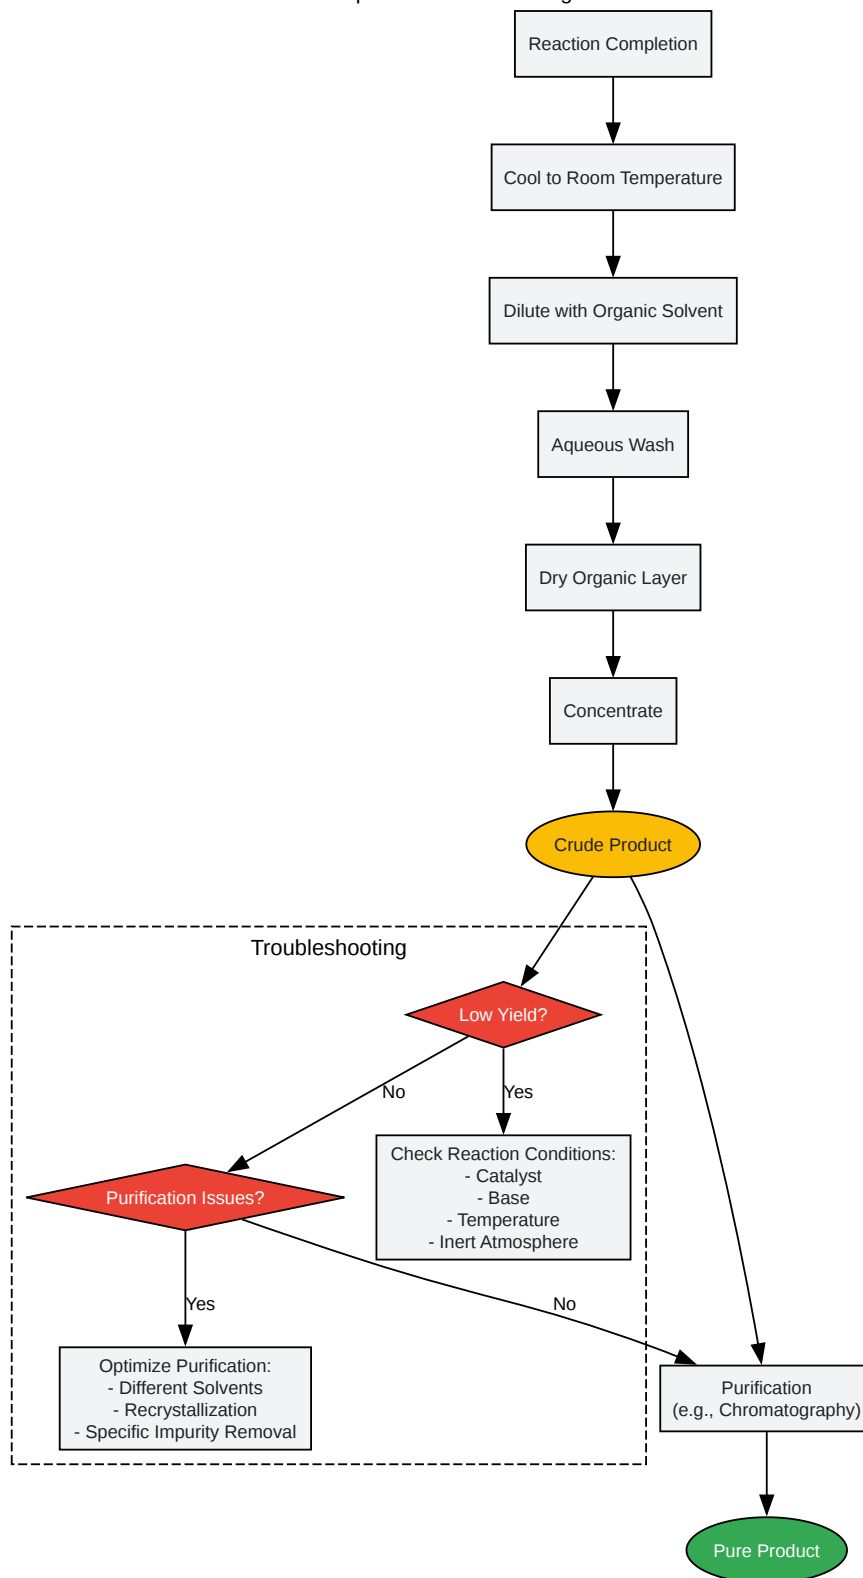 Reaction Completion
Cool to Room Temperature
Dilute with Organic Solvent
Aqueous Wash
Dry Organic Layer
Concentrate
Crude Product
Troubleshooting
Low Yield?
No
Yes
Check Reaction Conditions:
- Catalyst
- Base
- Temperature
- Inert Atmosphere
Purification Issues?
Yes
No
Optimize Purification:
- Different Solvents
- Recrystallization
- Specific Impurity Removal
Purification
(e.g., Chromatography)
Pure Product